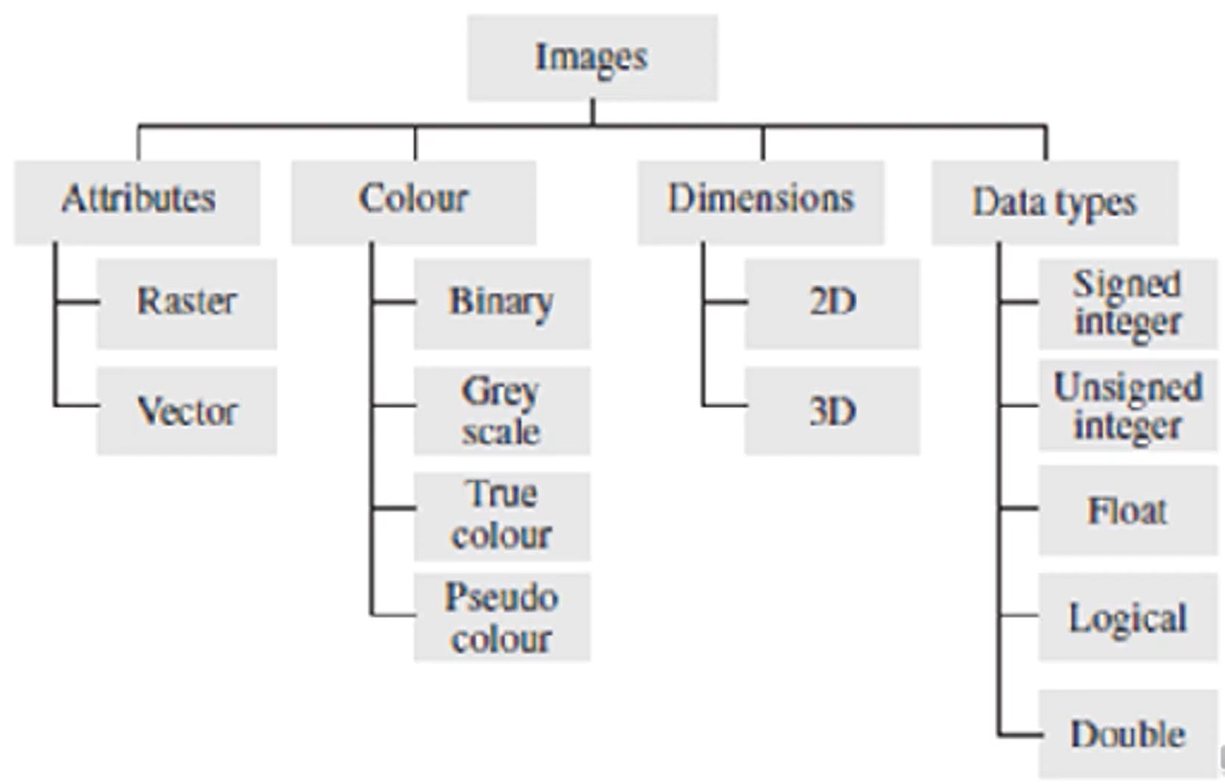 Images
Attributes
Colour
Dimensions
Data types
Raster
Vector
Binary
Grey
scale
True
colour
Pseudo
colour
2D
3D
Signed
integer
Unsigned
integer
Float
Logical
Double